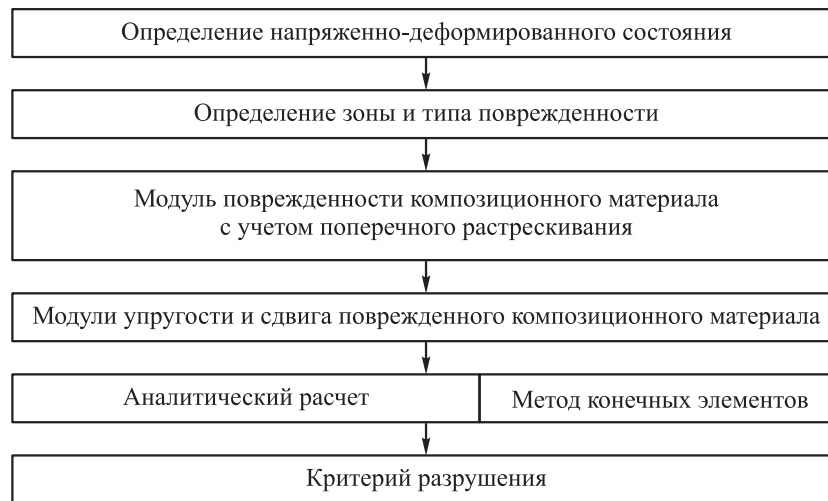 Определение напряженно-деформированного состояния
Определение зоны и типа поврежденности
Модуль поврежденности композиционного материала
с учетом поперечного растрескивания
Модули упругости и сдвига поврежденного композиционного материала
Аналитический расчет
Метод конечных элементов
Критерий разрушения